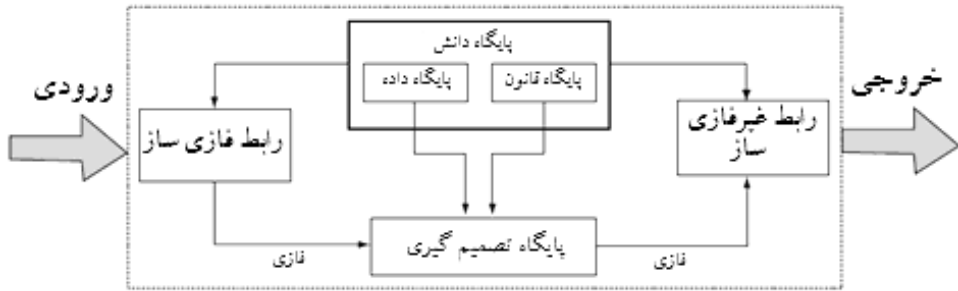 پایگاه دانش
پایگاه قانون
پایگاه داده
خروجی
ورودی
رابط غیرفازی
ساز
رابط فازی ساز
پایگاه تصمیم گیری
فازی
فازی